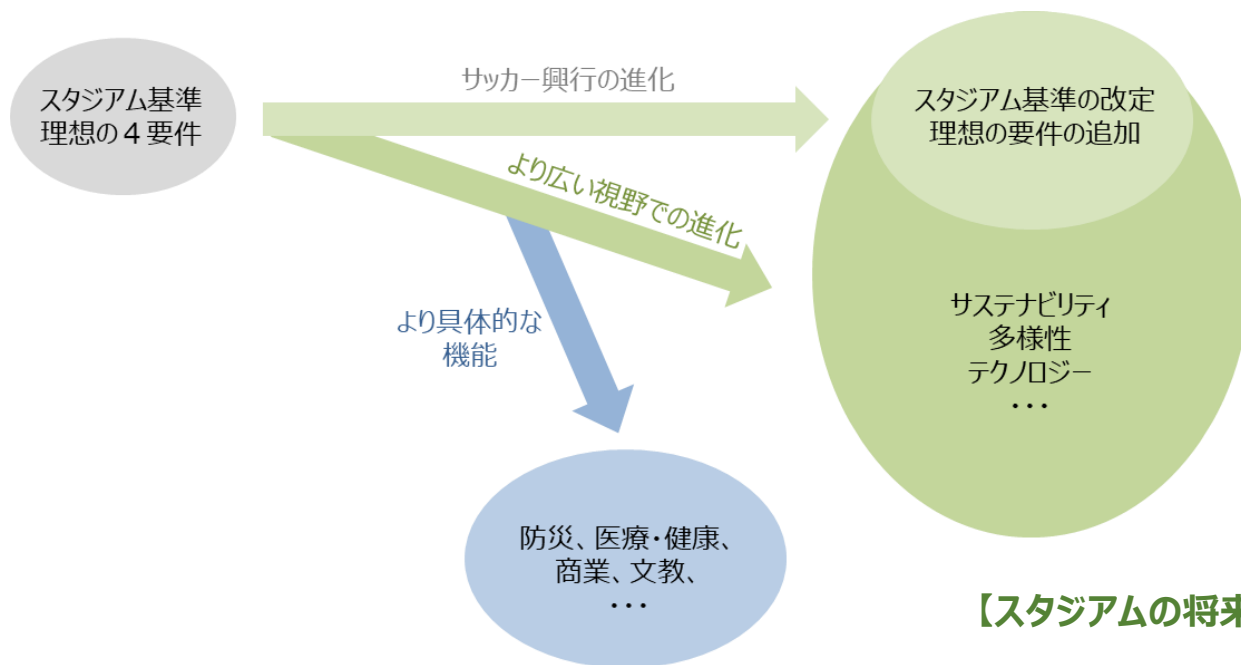 スタジアム基準
理想の４要件
サッカー興行の進化
スタジアム基準の改定
理想の要件の追加
より広い視野での進化
より具体的な
機能
サステナビリティ
多様性
テクノロジー
・・・
防災、医療・健康、
商業、文教、
・・・
【スタジアムの将来